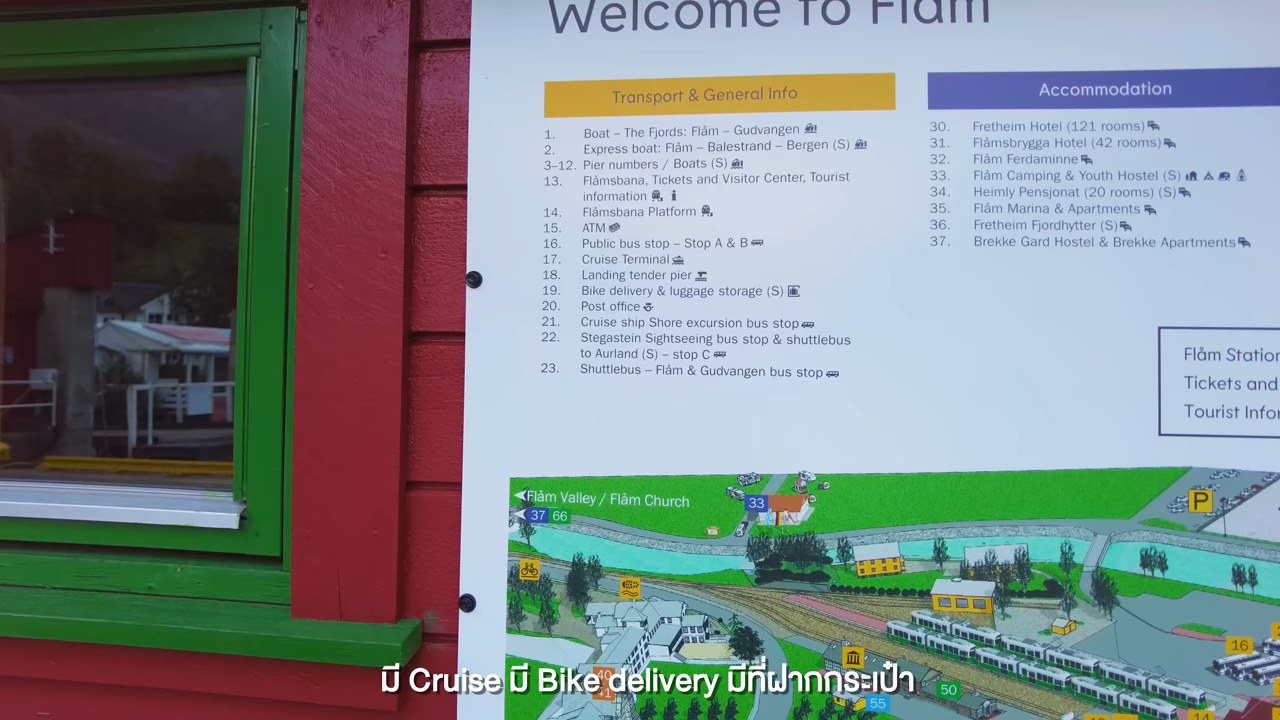 Welcome to Flåm
Transport & General Info
1. Boat – The Fjords: Flåm – Gudvangen
2. Express boat: Flåm – Balestrand – Bergen (S)
3–12. Pier numbers / Boats (S)
13. Flåmsbana, Tickets and Visitor Center, Tourist
information
14. Flåmsbana Platform
15. ATM
16. Public bus stop – Stop A & B
17. Cruise Terminal
18. Landing tender pier
19. Bike delivery & luggage storage (S)
20. Post office
21. Cruise ship Shore excursion bus stop
22. Stegastein Sightseeing bus stop & shuttlebus
to Aurland (S) – stop C
23. Shuttlebus – Flåm & Gudvangen bus stop
Accommodation
30. Fretheim Hotel (121 rooms)
31. Flåmsbrygga Hotel (42 rooms)
32. Flåm Ferdaminne
33. Flåm Camping & Youth Hostel (S)
34. Heimly Pensjonat (20 rooms) (S)
35. Flåm Marina & Apartments
36. Fretheim Fjordhytter (S)
37. Brekke Gard Hostel & Brekke Apartments
Flåm Station
Tickets and
Tourist Infor
Flåm Valley / Flåm Church
37 66
33
P
16
40
+1
50
55
14
มี Cruise มี Bike delivery มีที่ฝากกระเป๋า